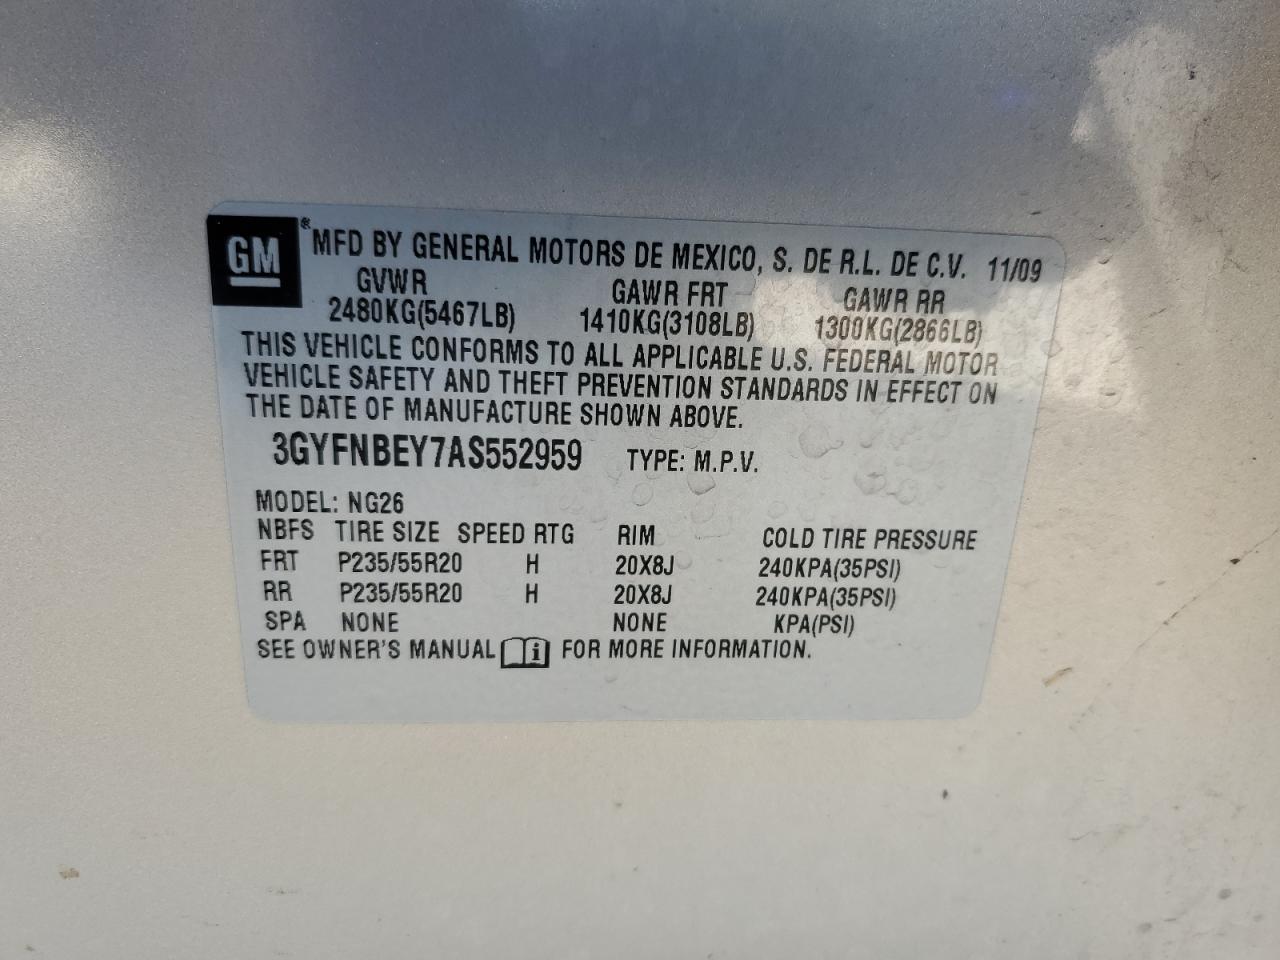 GM
® MFD BY GENERAL MOTORS DE MEXICO, S. DE R.L. DE C.V. 11/09
GVWR GAWR FRT GAWR RR
2480KG(5467LB) 1410KG(3108LB) 1300KG(2866LB)
THIS VEHICLE CONFORMS TO ALL APPLICABLE U.S. FEDERAL MOTOR
VEHICLE SAFETY AND THEFT PREVENTION STANDARDS IN EFFECT ON
THE DATE OF MANUFACTURE SHOWN ABOVE.
3GYFNBEY7AS552959 TYPE: M.P.V.
MODEL: NG26
NBFS TIRE SIZE SPEED RTG RIM COLD TIRE PRESSURE
FRT P235/55R20 H 20X8J 240KPA(35PSI)
RR P235/55R20 H 20X8J 240KPA(35PSI)
SPA NONE NONE KPA(PSI)
SEE OWNER'S MANUAL i FOR MORE INFORMATION.